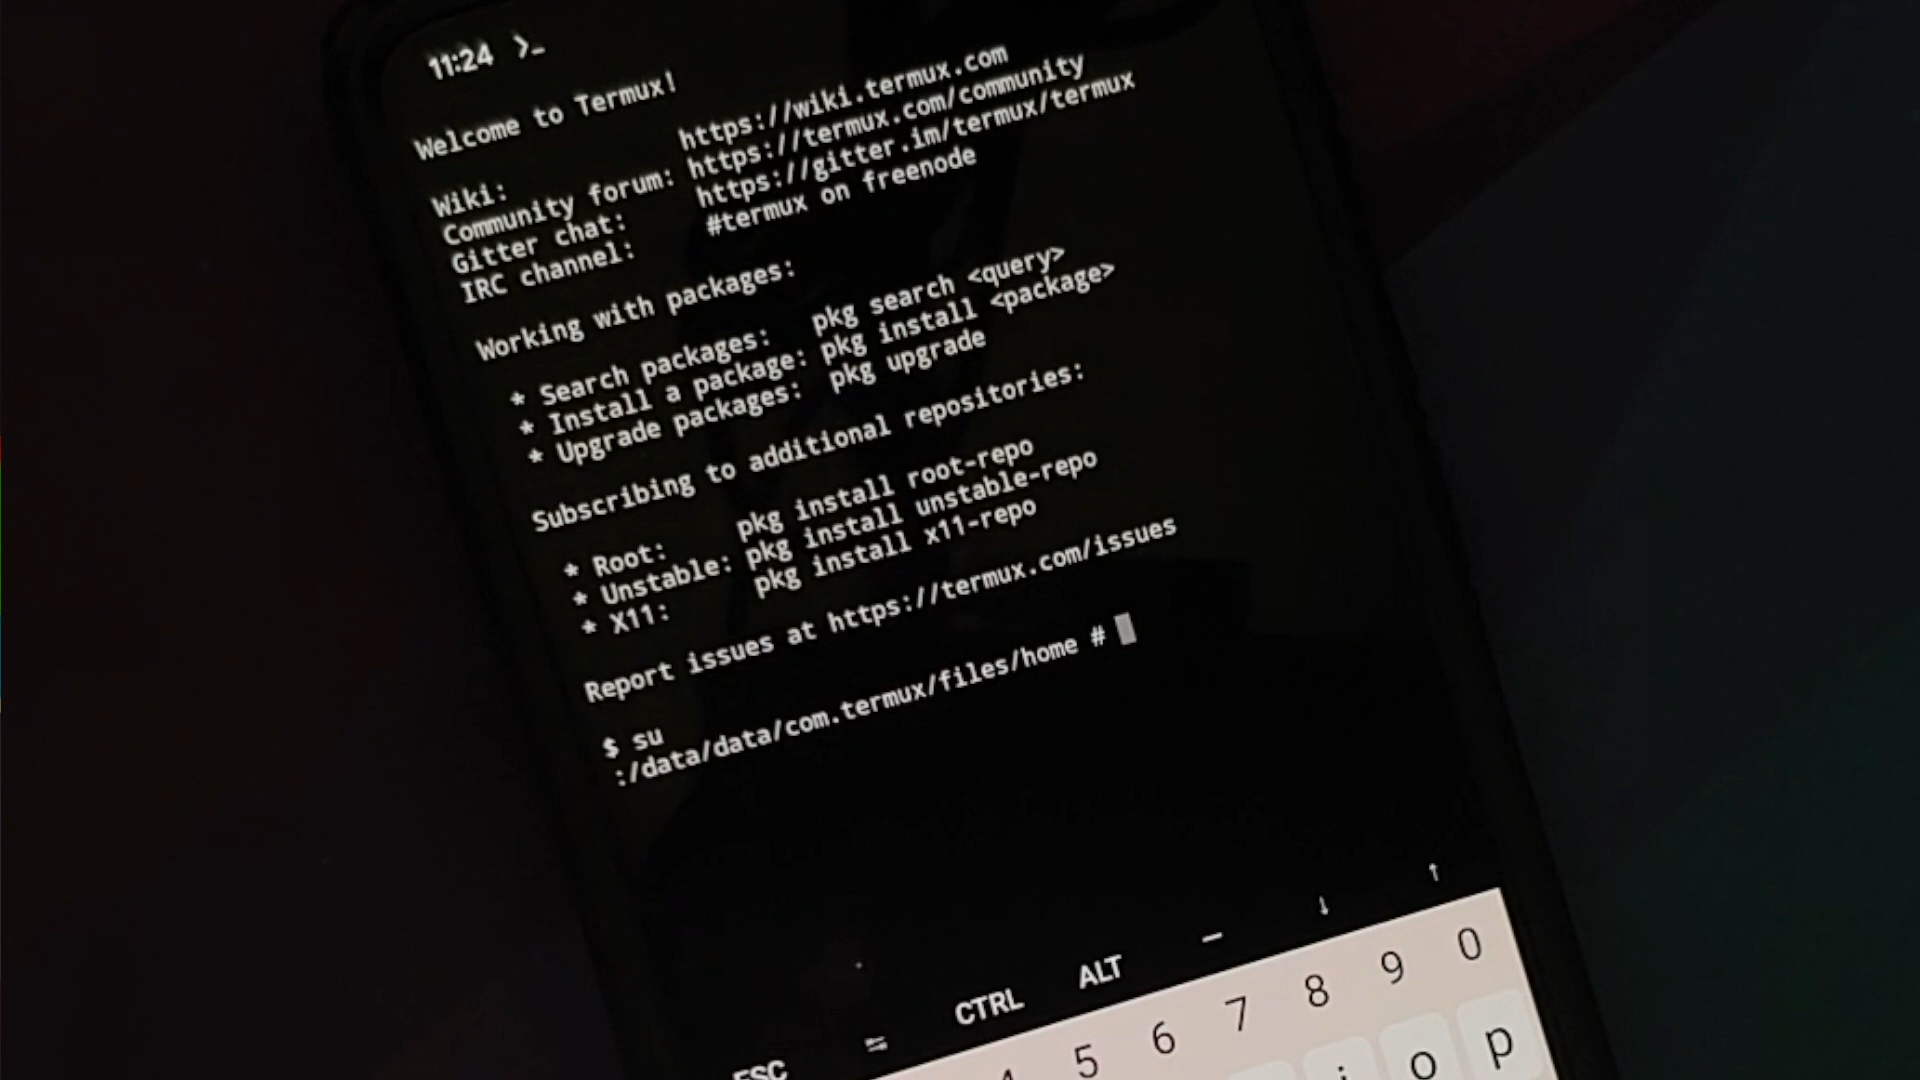 11:24 >_
Welcome to Termux!
Wiki: https://wiki.termux.com
Community forum: https://termux.com/community
Gitter chat: https://gitter.im/termux/termux
IRC channel: #termux on freenode
Working with packages:
* Search packages: pkg search <query>
* Install a package: pkg install <package>
* Upgrade packages: pkg upgrade
Subscribing to additional repositories:
* Root: pkg install root-repo
* Unstable: pkg install unstable-repo
* X11: pkg install x11-repo
Report issues at https://termux.com/issues
$ su
:/data/data/com.termux/files/home #
ESC CTRL ALT — ↓ ↑
4 5 6 7 8 9 0
i o p